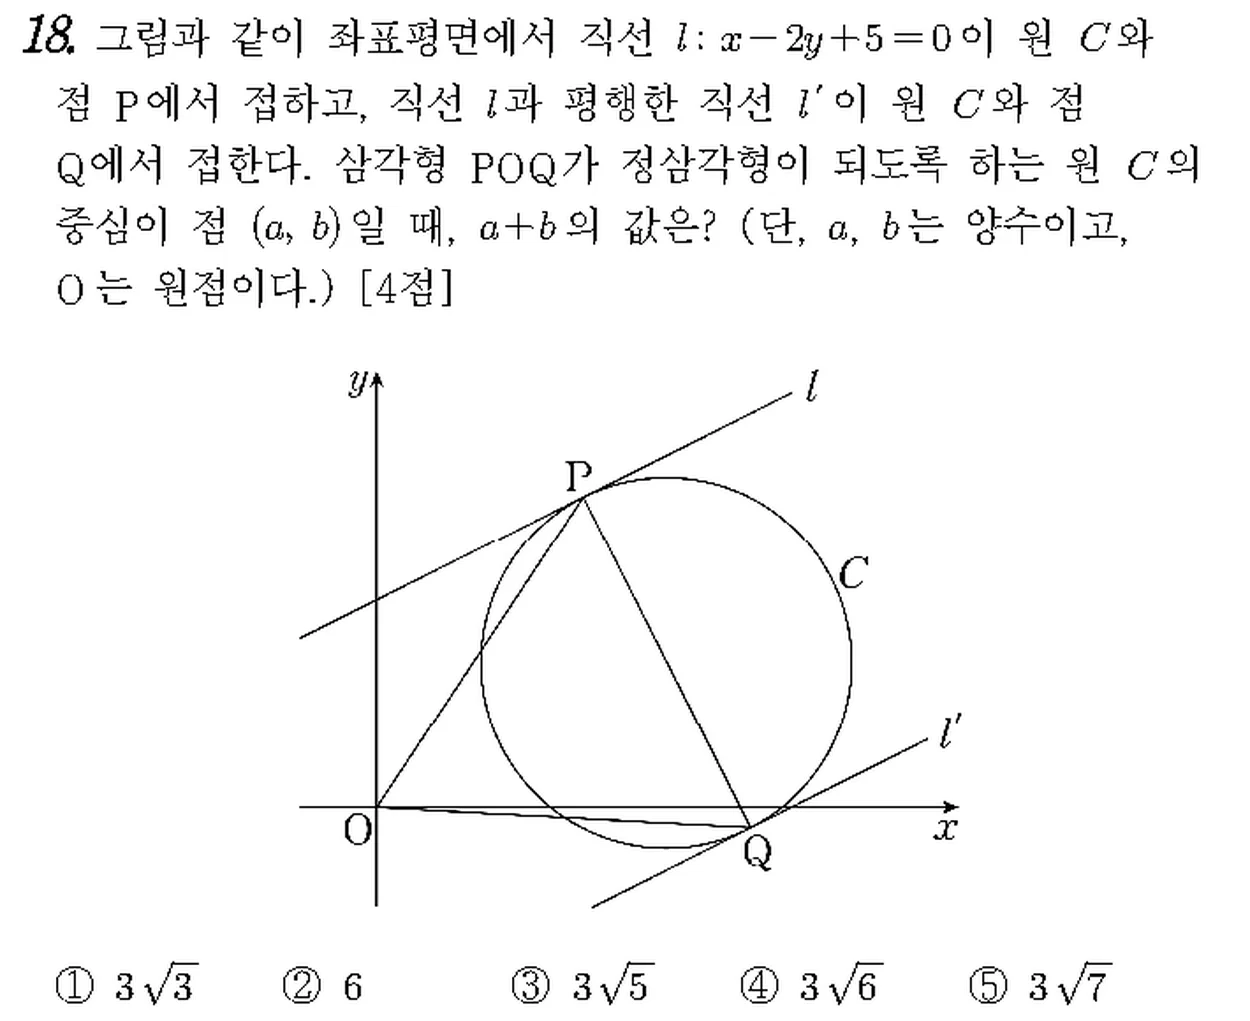 18. 그림과 같이 좌표평면에서 직선 l: x−2y+5=0이 원 C와
점 P에서 접하고, 직선 l과 평행한 직선 l′이 원 C와 점
Q에서 접한다. 삼각형 POQ가 정삼각형이 되도록 하는 원 C의
중심이 점 (a, b)일 때, a+b의 값은? (단, a, b는 양수이고,
O는 원점이다.) [4점]
y
l
P
C
l′
O
x
Q
① 3√3 ② 6 ③ 3√5 ④ 3√6 ⑤ 3√7